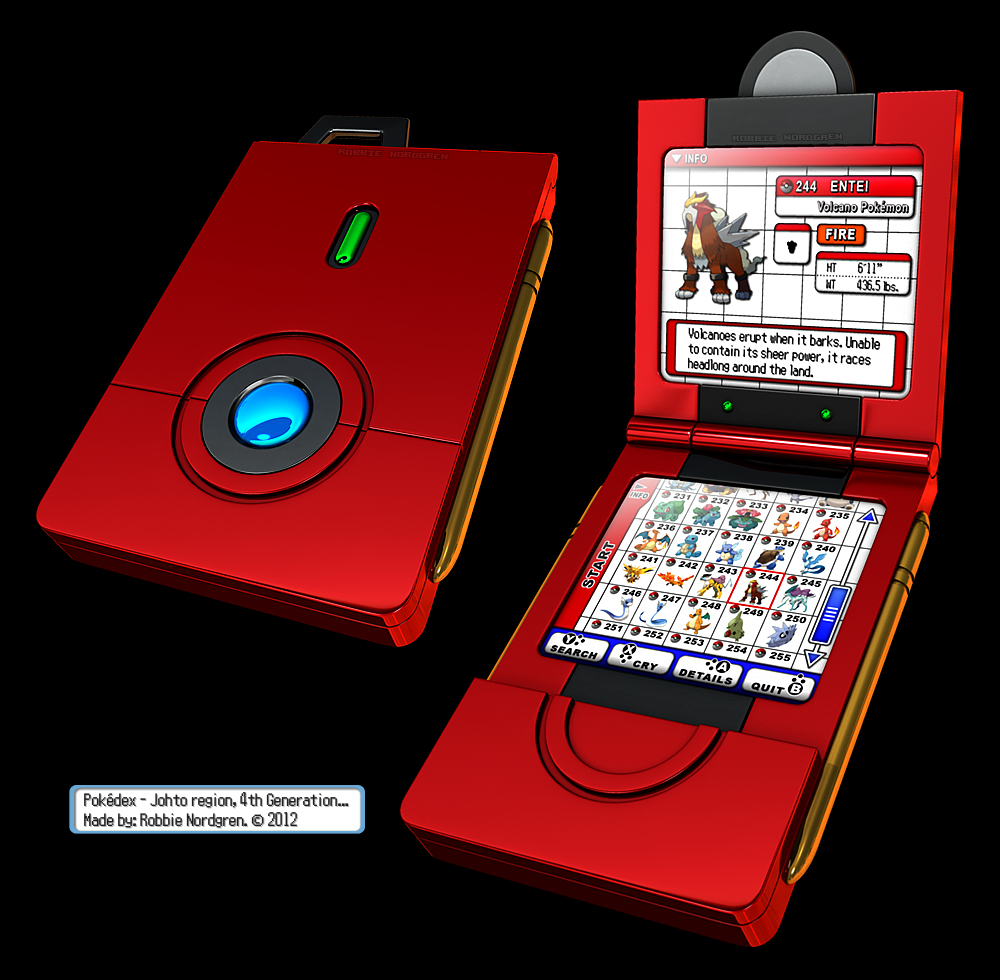 ROBBIE NORDGREN
ROBBIE NORDGREN
INFO
244 ENTEI
Volcano Pokémon
FIRE
HT 6'11"
WT 436.5 lbs.
Volcanoes erupt when it barks. Unable
to contain its sheer power, it races
headlong around the land.
INFO
START
231 232 233 234 235
236 237 238 239 240
241 242 243 244 245
246 247 248 249 250
251 252 253 254 255
Y SEARCH
X CRY
A DETAILS
QUIT B
Pokédex - Johto region, 4th Generation...
Made by: Robbie Nordgren. © 2012